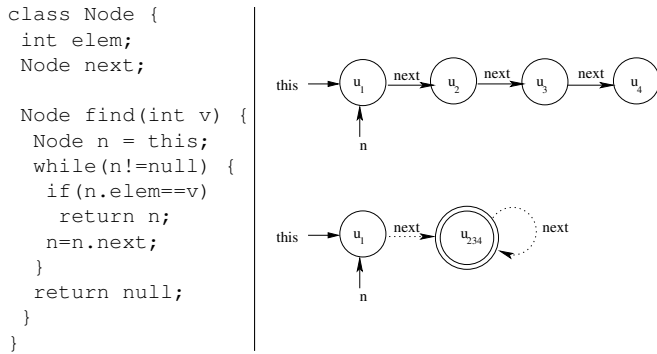 class Node {
int elem;
Node next;
Node find(int v) {
Node n = this;
while(n!=null) {
if(n.elem==v)
return n;
n=n.next;
}
return null;
}
}
this u1 next u2 next u3 next u4
n
this u1 next u234 next
n